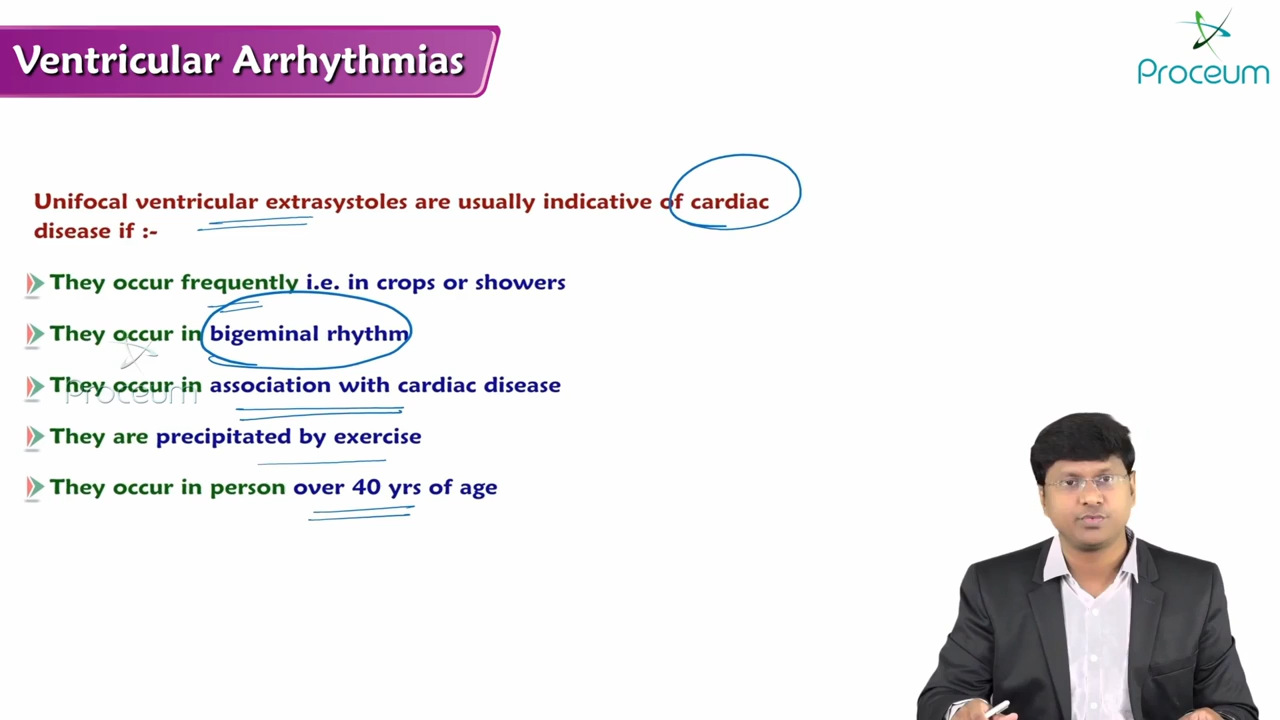 Ventricular Arrhythmias
Proceum
Unifocal ventricular extrasystoles are usually indicative of cardiac
disease if :-
They occur frequently i.e. in crops or showers
They occur in bigeminal rhythm
They occur in association with cardiac disease
Proceum
They are precipitated by exercise
They occur in person over 40 yrs of age